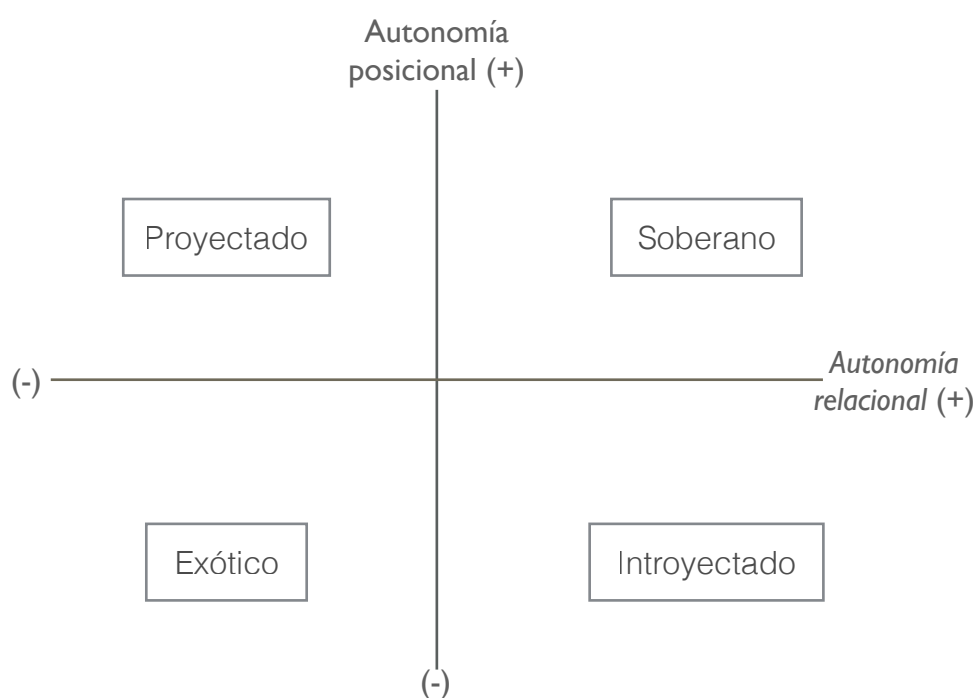 Autonomía
posicional (+)
Proyectado
Soberano
(-)
Autonomía
relacional (+)
Exótico
Introyectado
(-)